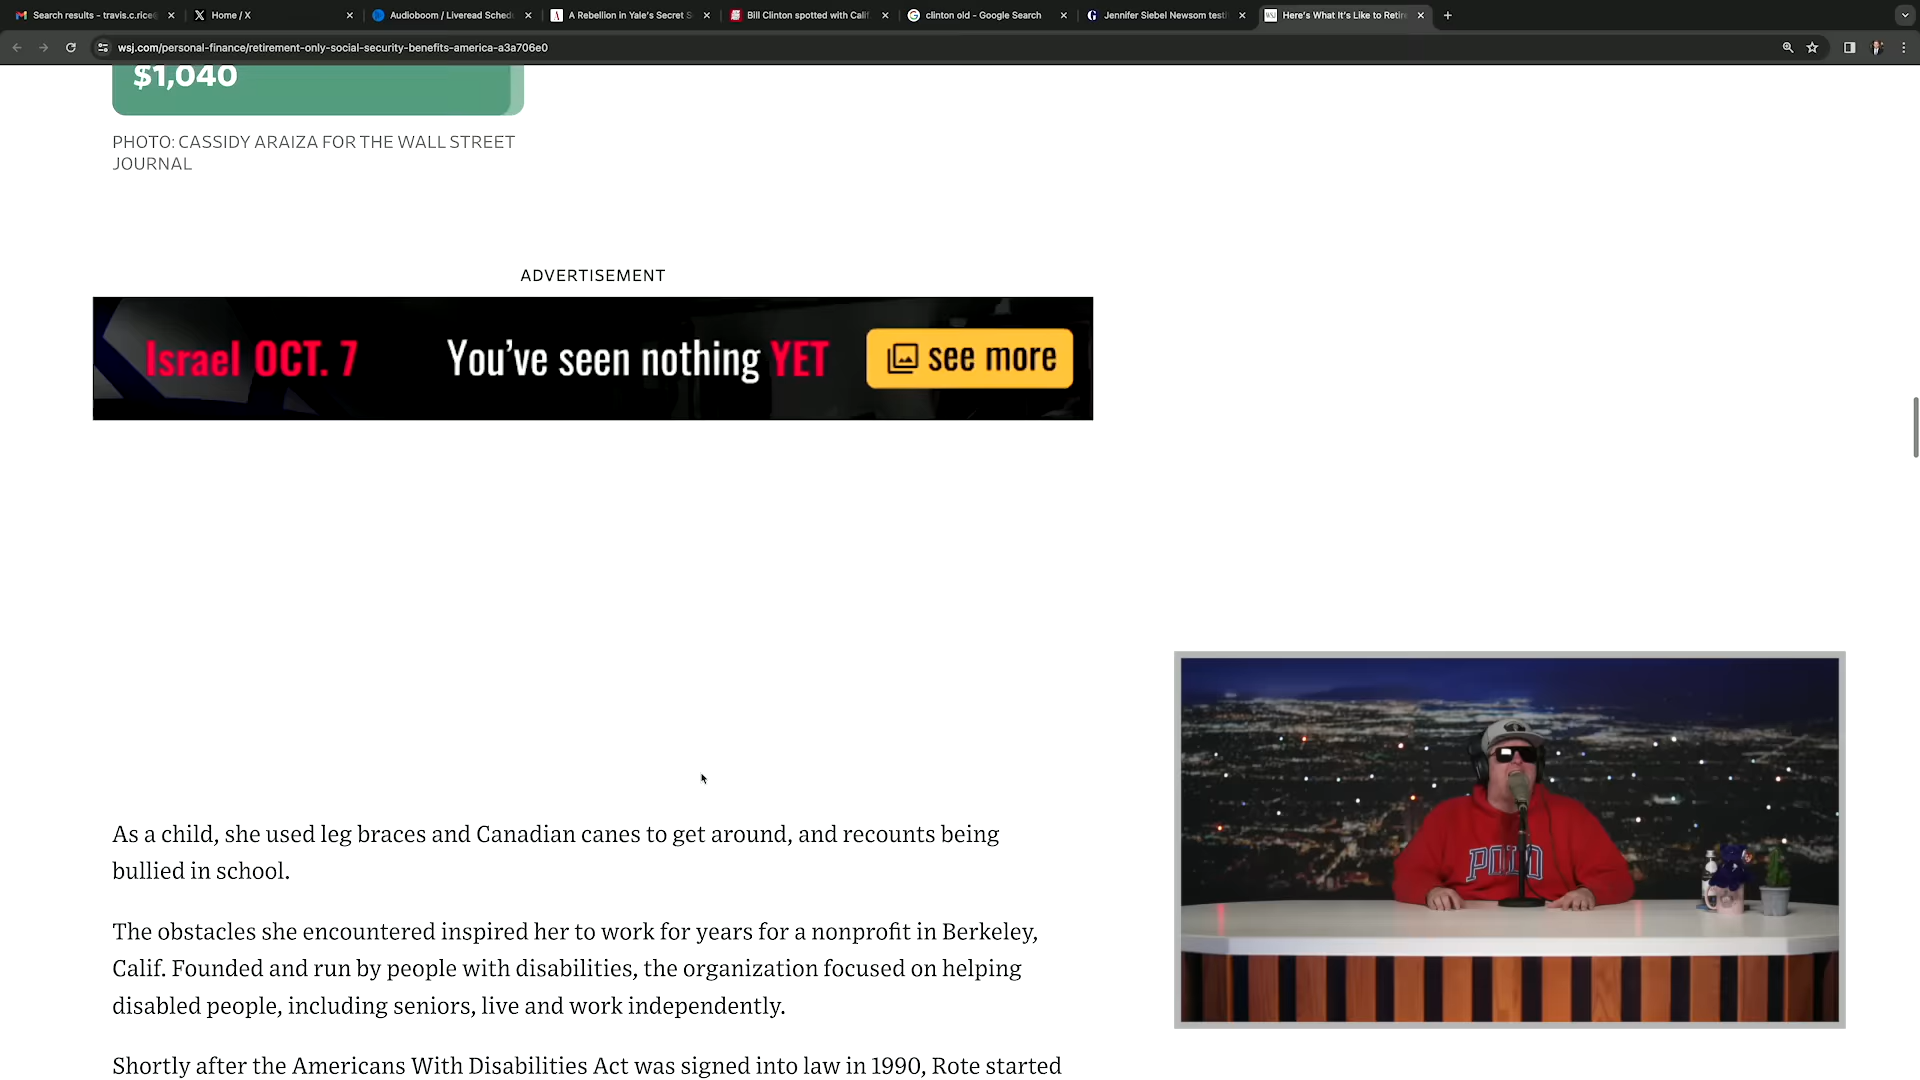 Search results - travis.c.rice@
Home / X
Audioboom / Liveread Sched
A Rebellion in Yale's Secret S
Bill Clinton spotted with Calif
clinton old - Google Search
Jennifer Siebel Newsom testi
Here's What It's Like to Retir
wsj.com/personal-finance/retirement-only-social-security-benefits-america-a3a706e0
$1,040
PHOTO: CASSIDY ARAIZA FOR THE WALL STREET
JOURNAL
ADVERTISEMENT
Israel OCT. 7 You've seen nothing YET see more
As a child, she used leg braces and Canadian canes to get around, and recounts being
bullied in school.
The obstacles she encountered inspired her to work for years for a nonprofit in Berkeley,
Calif. Founded and run by people with disabilities, the organization focused on helping
disabled people, including seniors, live and work independently.
Shortly after the Americans With Disabilities Act was signed into law in 1990, Rote started
POLO